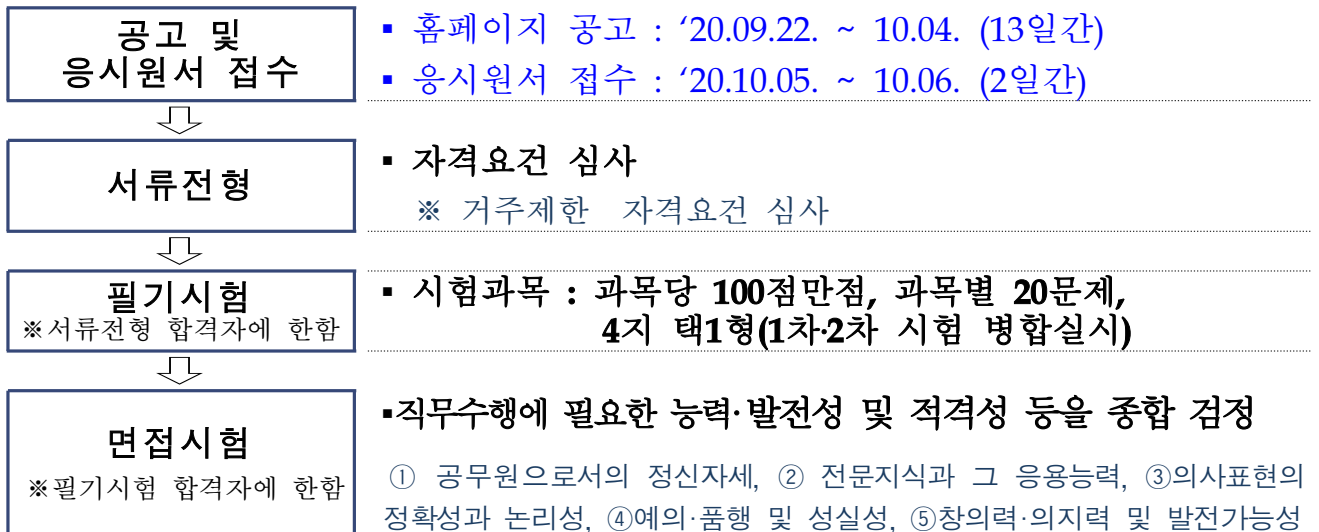 공고 및
응시원서 접수
▪ 홈페이지 공고 : ‘20.09.22. ~ 10.04. (13일간)
▪ 응시원서 접수 : ‘20.10.05. ~ 10.06. (2일간)
서류전형
▪ 자격요건 심사
※ 거주제한 자격요건 심사
필기시험
※서류전형 합격자에 한함
▪ 시험과목 : 과목당 100점만점, 과목별 20문제,
4지 택1형(1차·2차 시험 병합실시)
면접시험
※필기시험 합격자에 한함
▪직무수행에 필요한 능력·발전성 및 적격성 등을 종합 검정
① 공무원으로서의 정신자세, ② 전문지식과 그 응용능력, ③의사표현의
정확성과 논리성, ④예의·품행 및 성실성, ⑤창의력·의지력 및 발전가능성